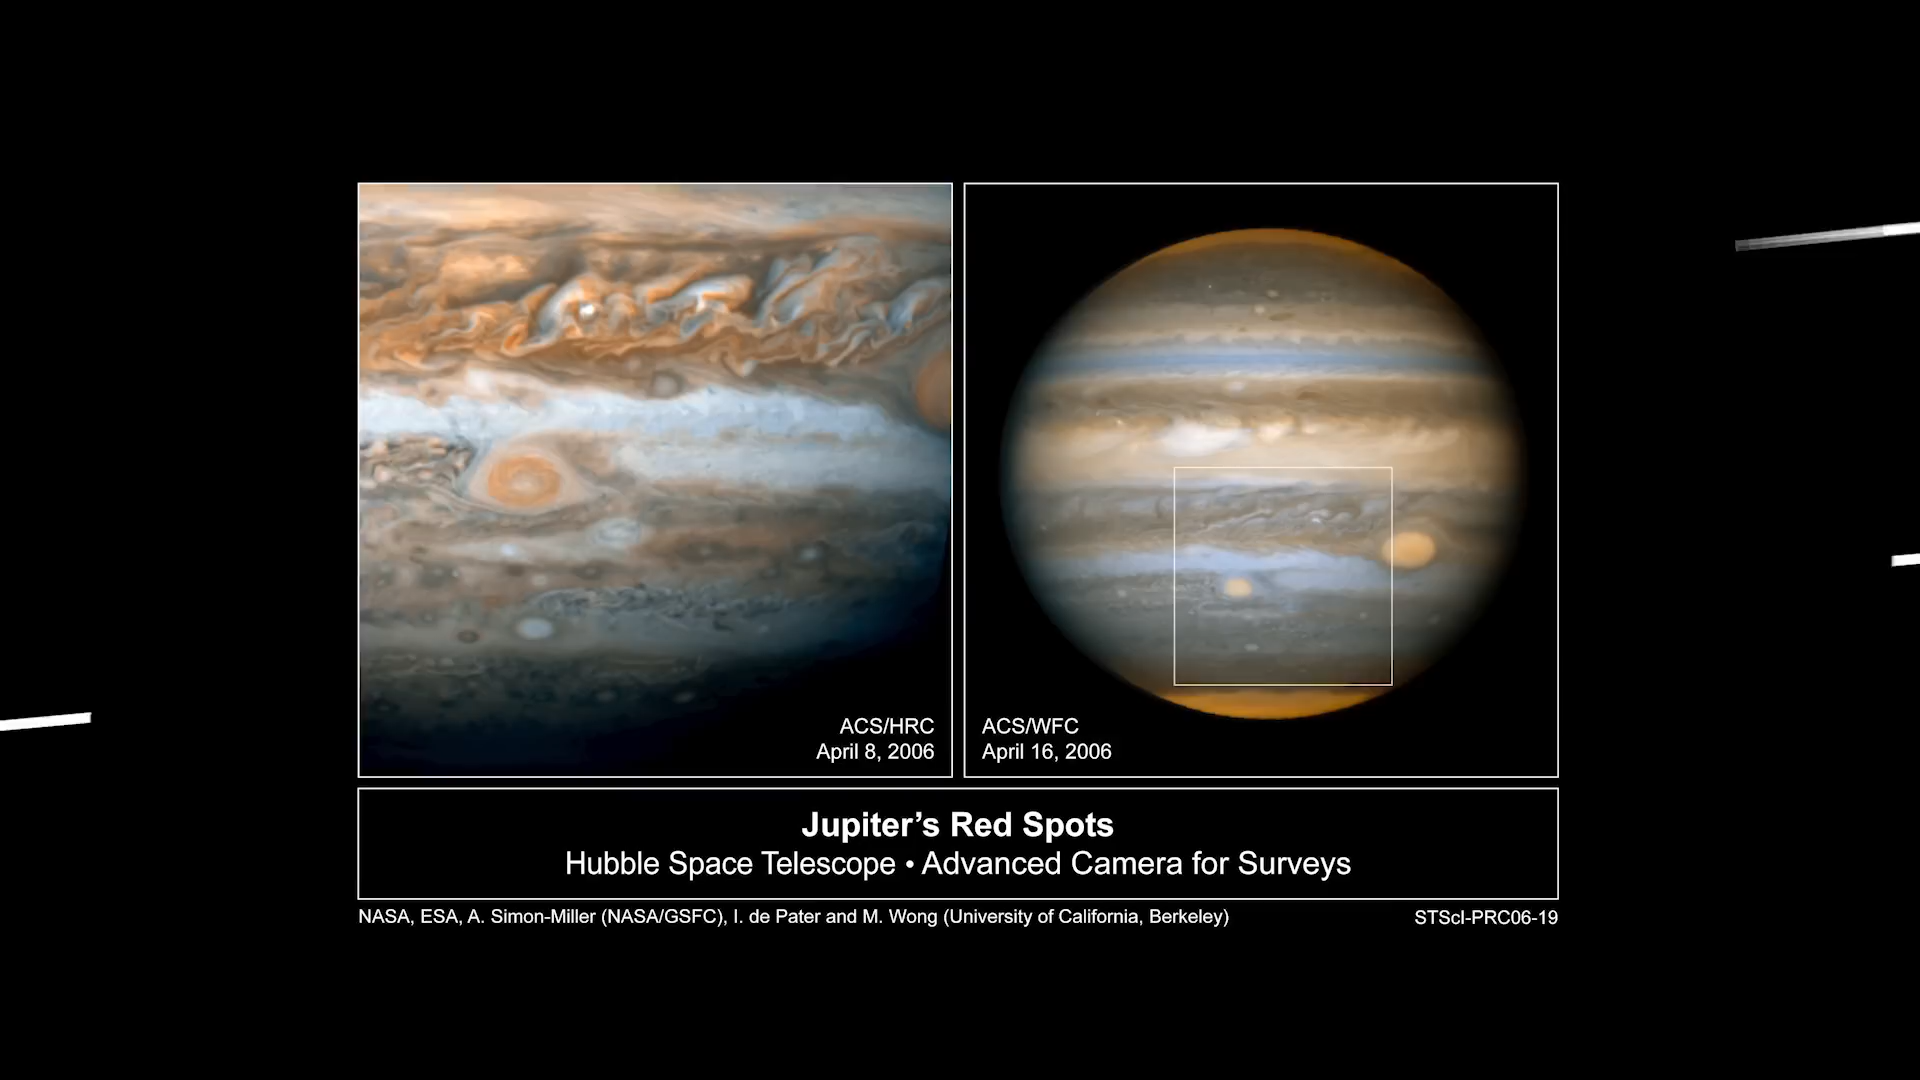 ACS/HRC
April 8, 2006
ACS/WFC
April 16, 2006
Jupiter’s Red Spots
Hubble Space Telescope • Advanced Camera for Surveys
NASA, ESA, A. Simon-Miller (NASA/GSFC), I. de Pater and M. Wong (University of California, Berkeley)
STScI-PRC06-19